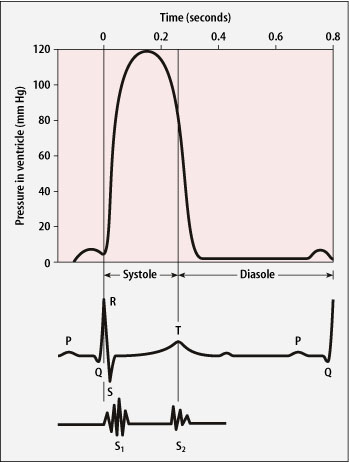 Time (seconds)
0 0.2 0.4 0.6 0.8
Pressure in ventricle (mm Hg)
120
100
80
60
40
20
0
Systole Diasole
R
P T P
Q Q
S
S1 S2